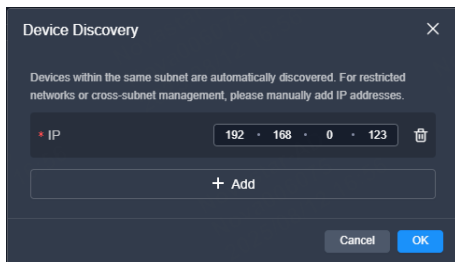 Device Discovery
Devices within the same subnet are automatically discovered. For restricted
networks or cross-subnet management, please manually add IP addresses.
* IP 192 · 168 · 0 · 123
+ Add
Cancel OK